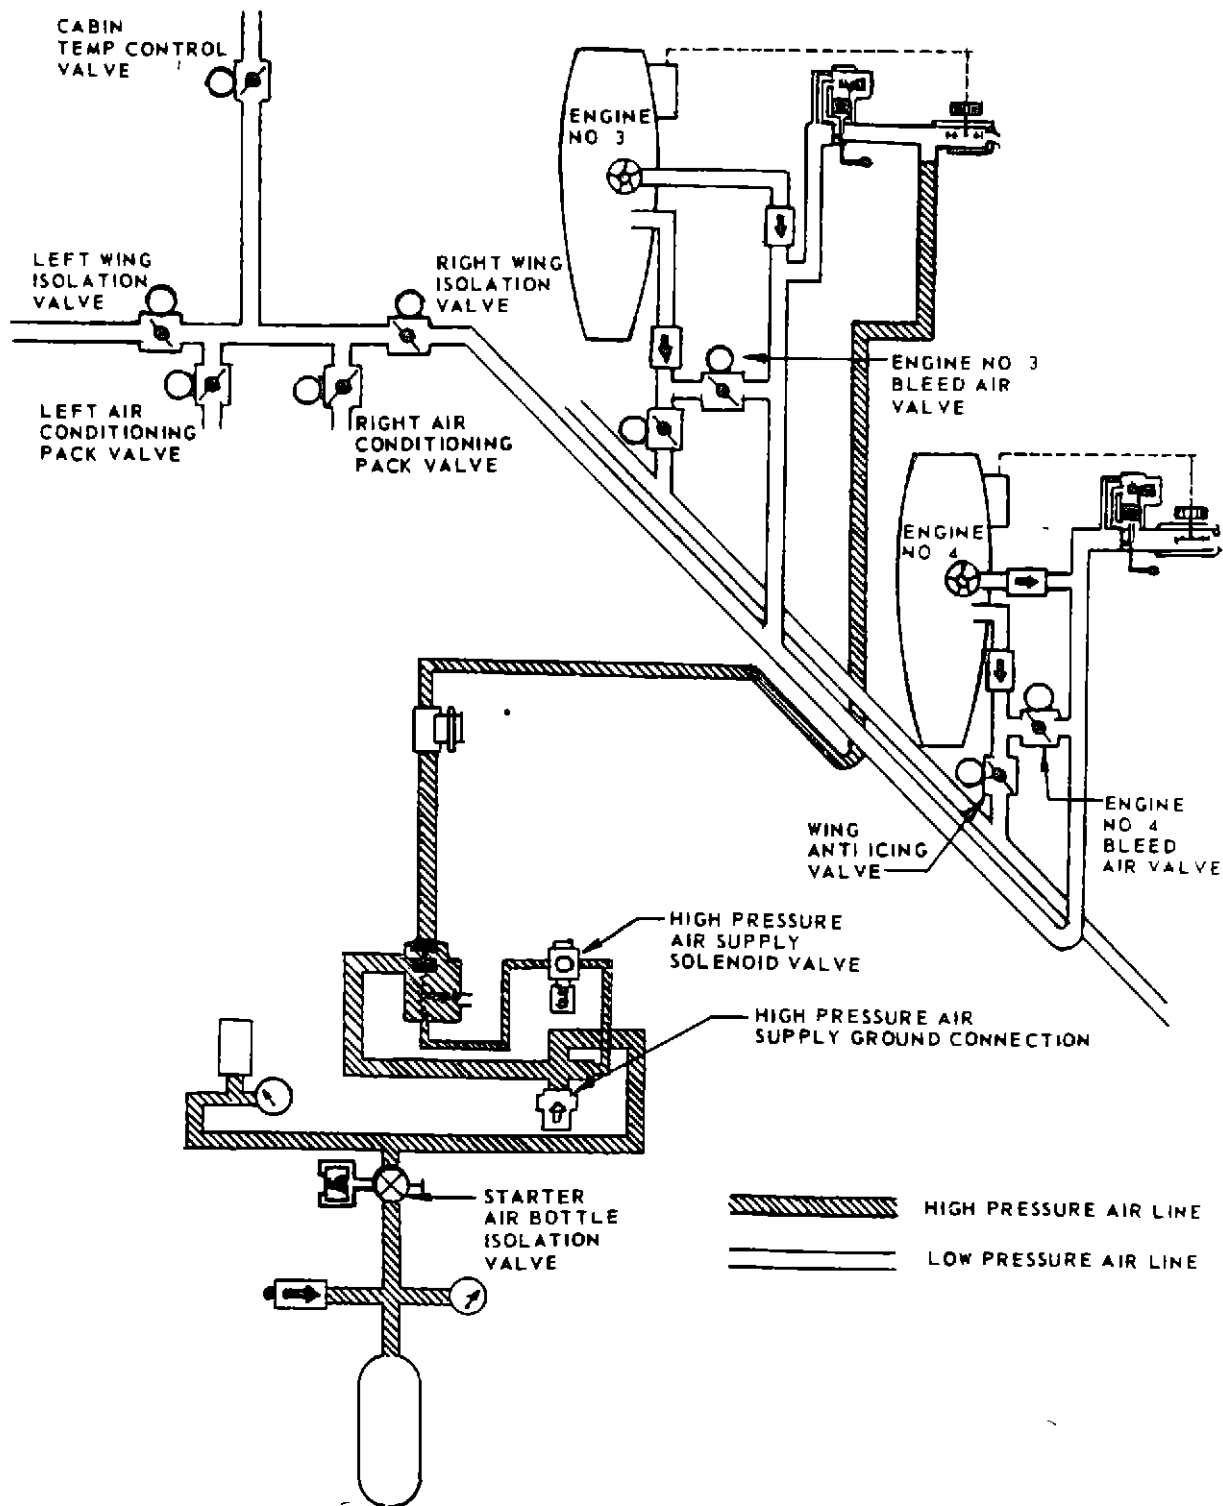 CABIN
TEMP CONTROL
VALVE
ENGINE
NO 3
LEFT WING
ISOLATION
VALVE
RIGHT WING
ISOLATION
VALVE
ENGINE NO 3
BLEED AIR
VALVE
LEFT AIR
CONDITIONING
PACK VALVE
RIGHT AIR
CONDITIONING
PACK VALVE
ENGINE
NO 4
WING
ANTI ICING
VALVE
ENGINE
NO 4
BLEED
AIR VALVE
HIGH PRESSURE
AIR SUPPLY
SOLENOID VALVE
HIGH PRESSURE AIR
SUPPLY GROUND CONNECTION
STARTER
AIR BOTTLE
ISOLATION
VALVE
HIGH PRESSURE AIR LINE
LOW PRESSURE AIR LINE